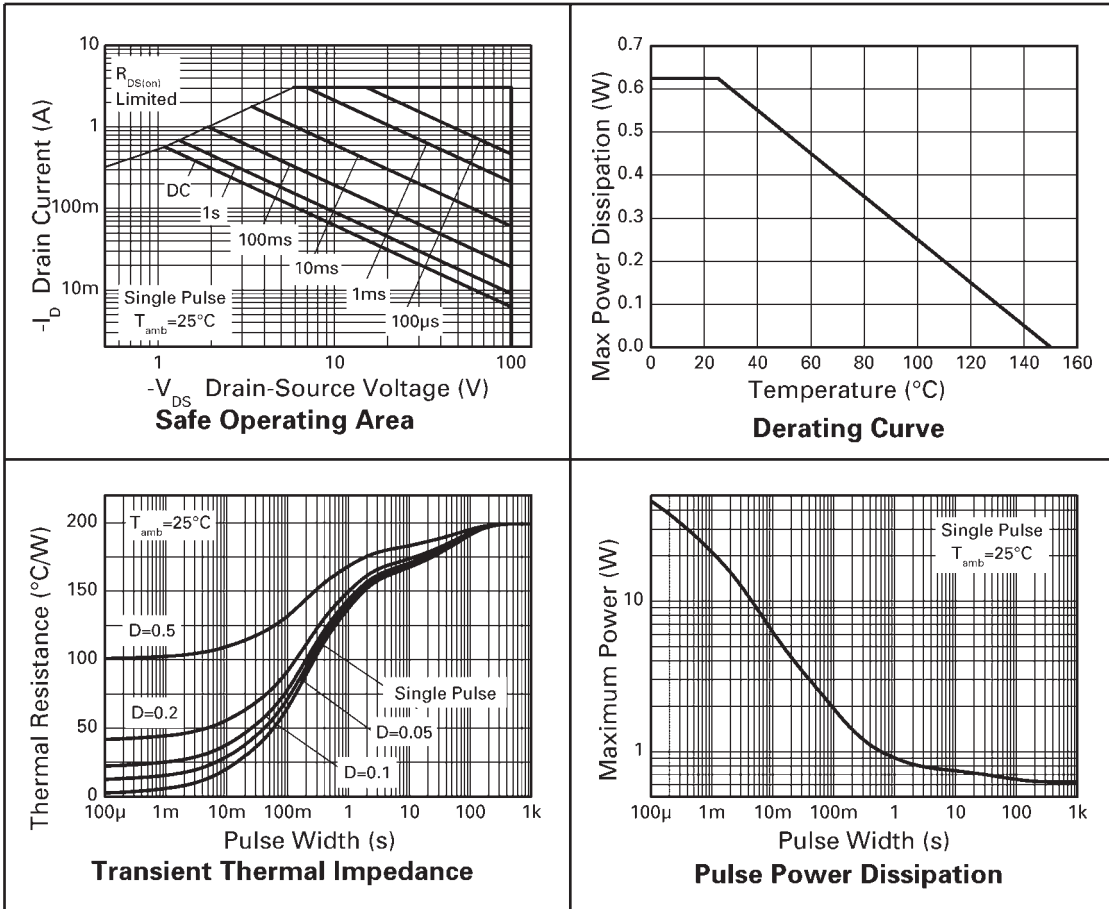 10
1
100m
10m
R_DS(on)
Limited
DC
1s
100ms
10ms
1ms
100µs
Single Pulse
T_amb=25°C
1 10 100
-I_D Drain Current (A)
-V_DS Drain-Source Voltage (V)
Safe Operating Area
0.7
0.6
0.5
0.4
0.3
0.2
0.1
0.0
0 20 40 60 80 100 120 140 160
Max Power Dissipation (W)
Temperature (°C)
Derating Curve
200
150
100
50
0
T_amb=25°C
D=0.5
D=0.2
Single Pulse
D=0.05
D=0.1
100µ 1m 10m 100m 1 10 100 1k
Thermal Resistance (°C/W)
Pulse Width (s)
Transient Thermal Impedance
10
1
Single Pulse
T_amb=25°C
100µ 1m 10m 100m 1 10 100 1k
Maximum Power (W)
Pulse Width (s)
Pulse Power Dissipation